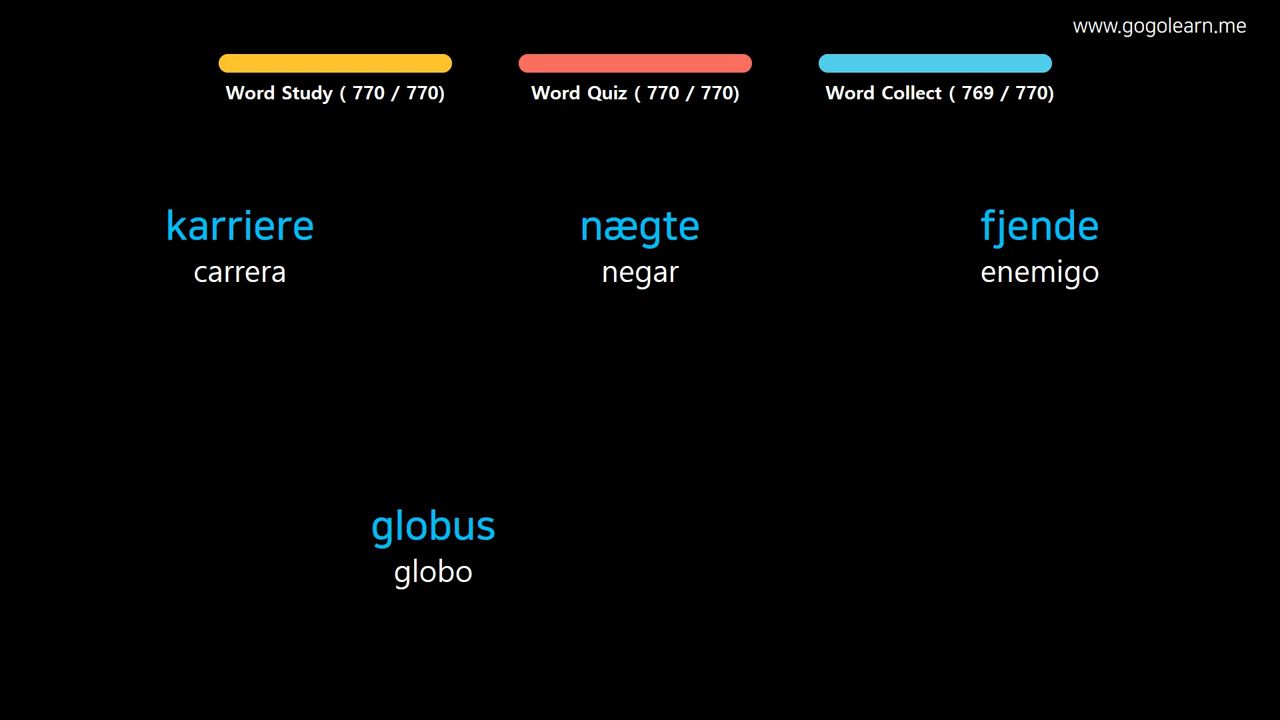 www.gogolearn.me
Word Study ( 770 / 770)
Word Quiz ( 770 / 770)
Word Collect ( 769 / 770)
karriere
carrera
nægte
negar
fjende
enemigo
globus
globo